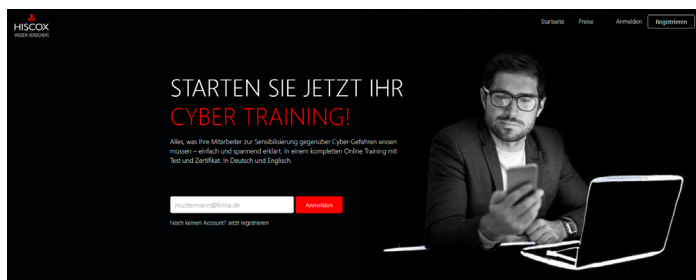 HISCOX
WISSEN VERSICHERT
Startseite Preise Anmelden Registrieren
STARTEN SIE JETZT IHR
CYBER TRAINING!
Alles, was Ihre Mitarbeiter zur Sensibilisierung gegenüber Cyber-Gefahren wissen
müssen – einfach und spannend erklärt. In einem kompletten Online Training mit
Test und Zertifikat. In Deutsch und Englisch.
mustermann@firma.de Anmelden
Noch keinen Account? Jetzt registrieren